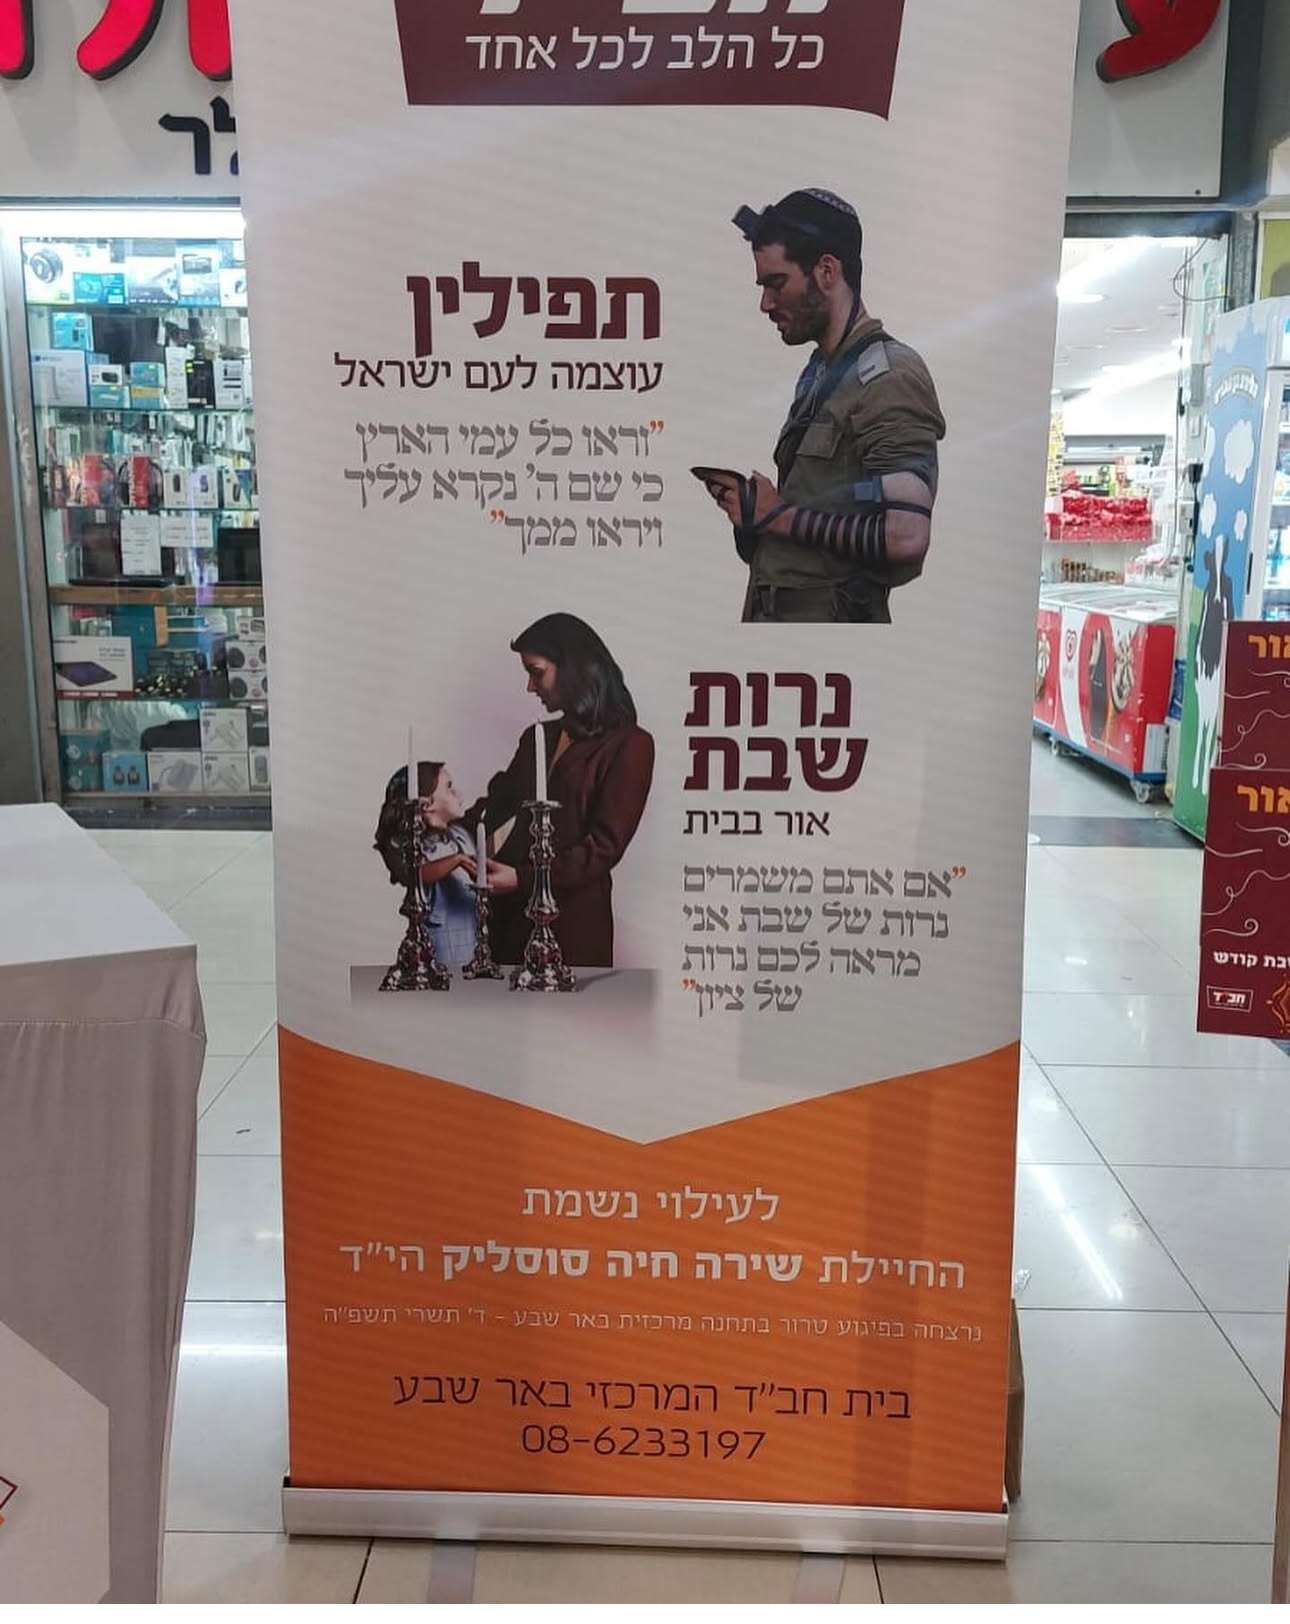 כל הלב לכל אחד
תפילין
עוצמה לעם ישראל
"וראו כל עמי הארץ
כי שם ה' נקרא עליך
ויראו ממך"
נרות
שבת
אור בבית
"אם אתם משמרים
נרות של שבת אני
מראה לכם נרות
של ציון"
לעילוי נשמת
החיילת שירה חיה סוסליק הי"ד
נרצחה בפיגוע טרור בתחנה מרכזית באר שבע - ד' תשרי תשפ"ה
בית חב"ד המרכזי באר שבע
08-6233197
חב"ד